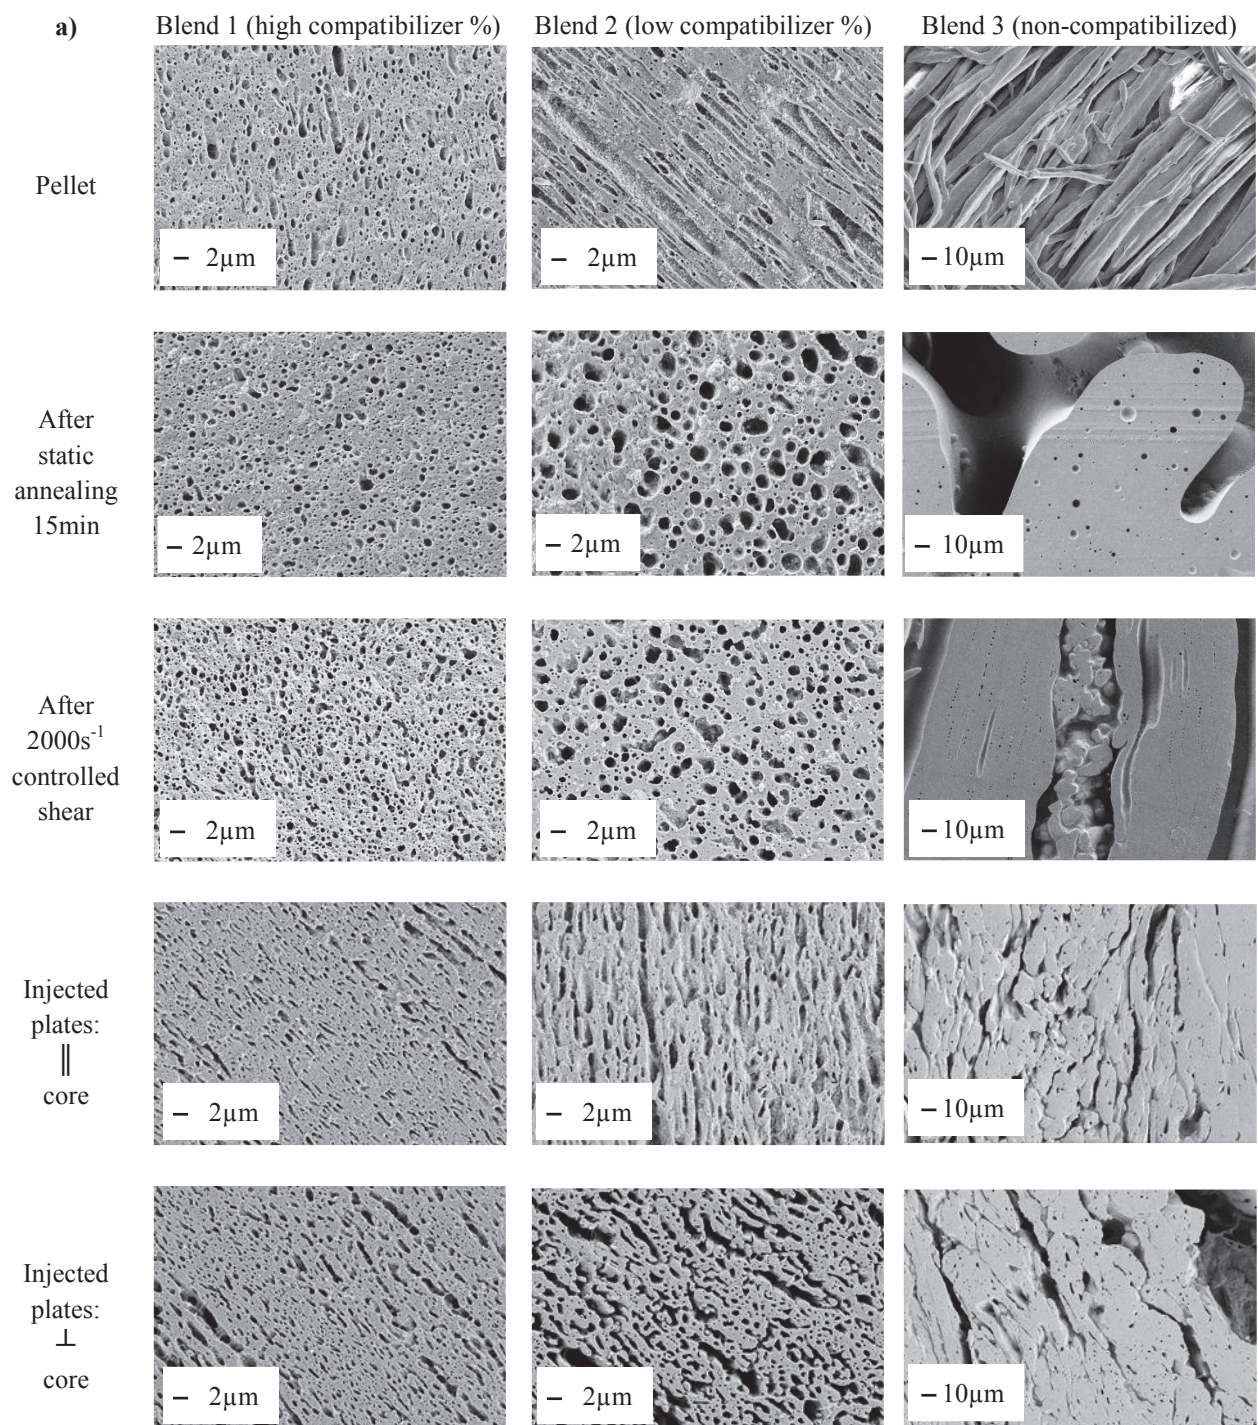 a)
Blend 1 (high compatibilizer %)
Blend 2 (low compatibilizer %)
Blend 3 (non-compatibilized)
Pellet
– 2µm
– 2µm
– 10µm
After
static
annealing
15min
– 2µm
– 2µm
– 10µm
After
2000s⁻¹
controlled
shear
– 2µm
– 2µm
– 10µm
Injected
plates:
∥
core
– 2µm
– 2µm
– 10µm
Injected
plates:
⊥
core
– 2µm
– 2µm
– 10µm